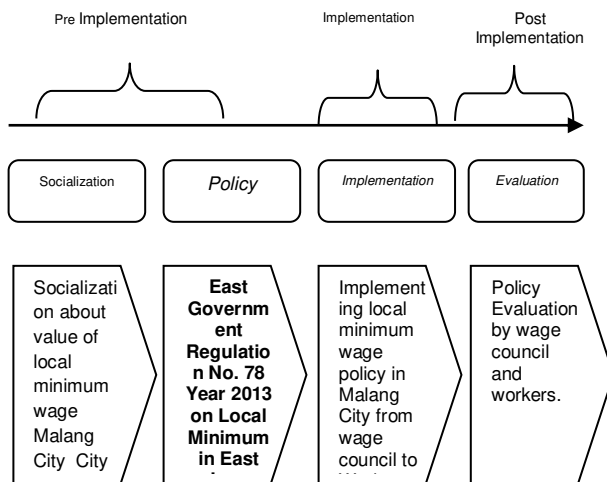 Pre Implementation
Implementation
Post
Implementation
Socialization
Policy
Implementation
Evaluation
Socializati
on about
value of
local
minimum
wage
Malang
City City
East
Governm
ent
Regulatio
n No. 78
Year 2013
on Local
Minimum
in East
Implement
ing local
minimum
wage
policy in
Malang
City from
wage
council to
Policy
Evaluation
by wage
council
and
workers.